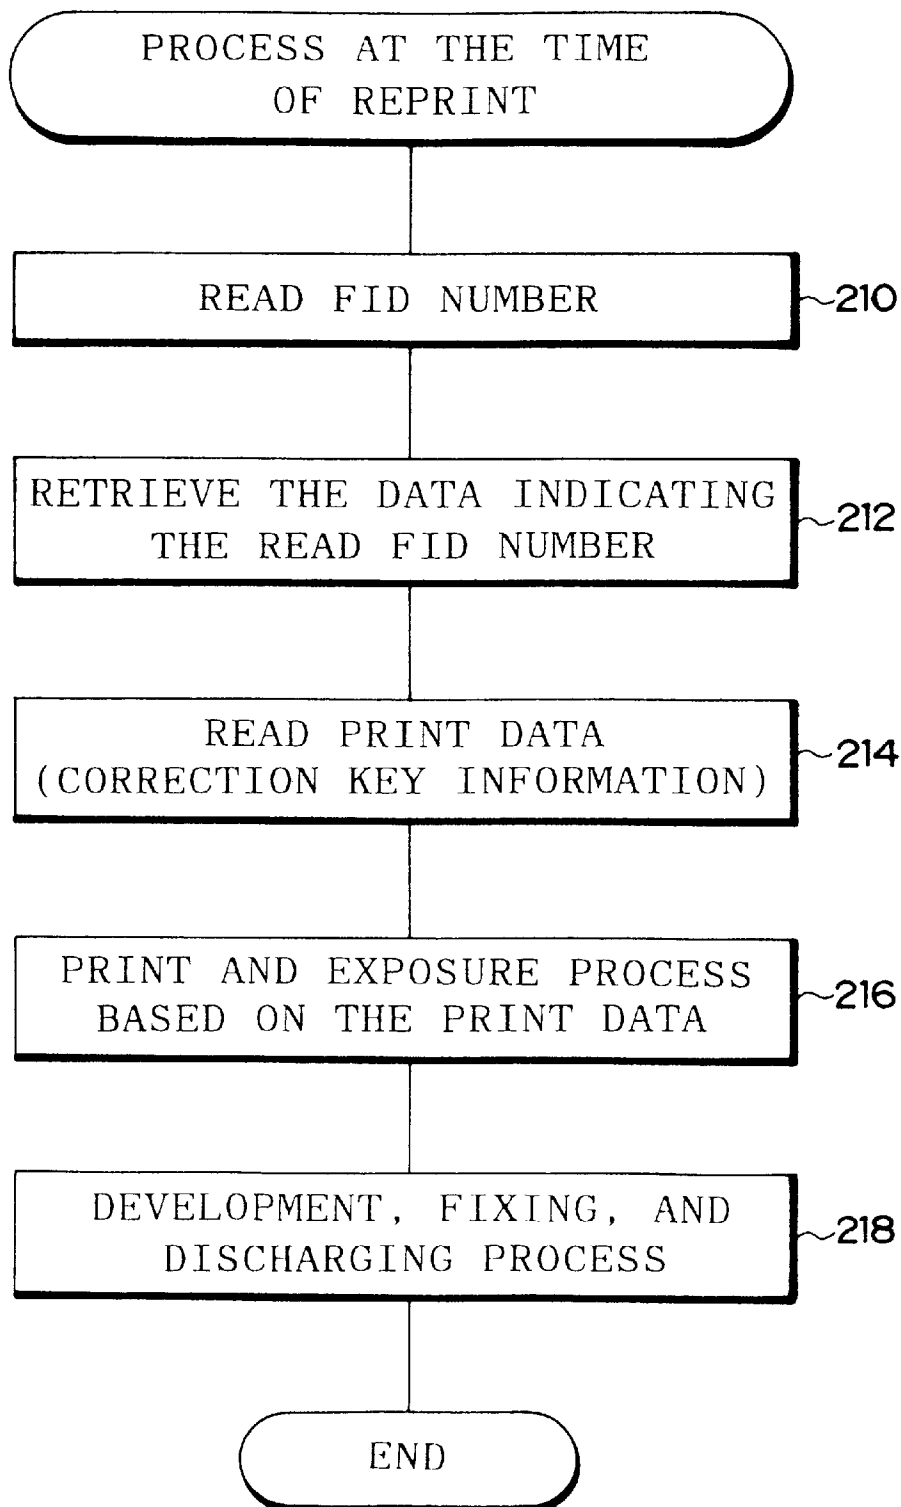 PROCESS AT THE TIME
OF REPRINT
READ FID NUMBER
210
RETRIEVE THE DATA INDICATING
THE READ FID NUMBER
212
READ PRINT DATA
(CORRECTION KEY INFORMATION)
214
PRINT AND EXPOSURE PROCESS
BASED ON THE PRINT DATA
216
DEVELOPMENT, FIXING, AND
DISCHARGING PROCESS
218
END